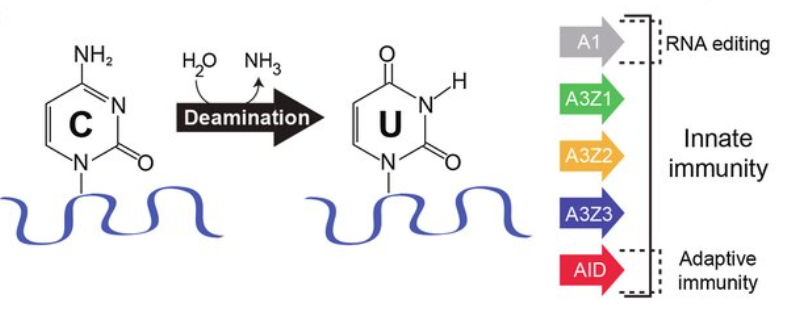 NH₂
N
C
N
O
H₂O NH₃
Deamination
O
H
N
U
N
O
A1
A3Z1
A3Z2
A3Z3
AID
RNA editing
Innate
immunity
Adaptive
immunity